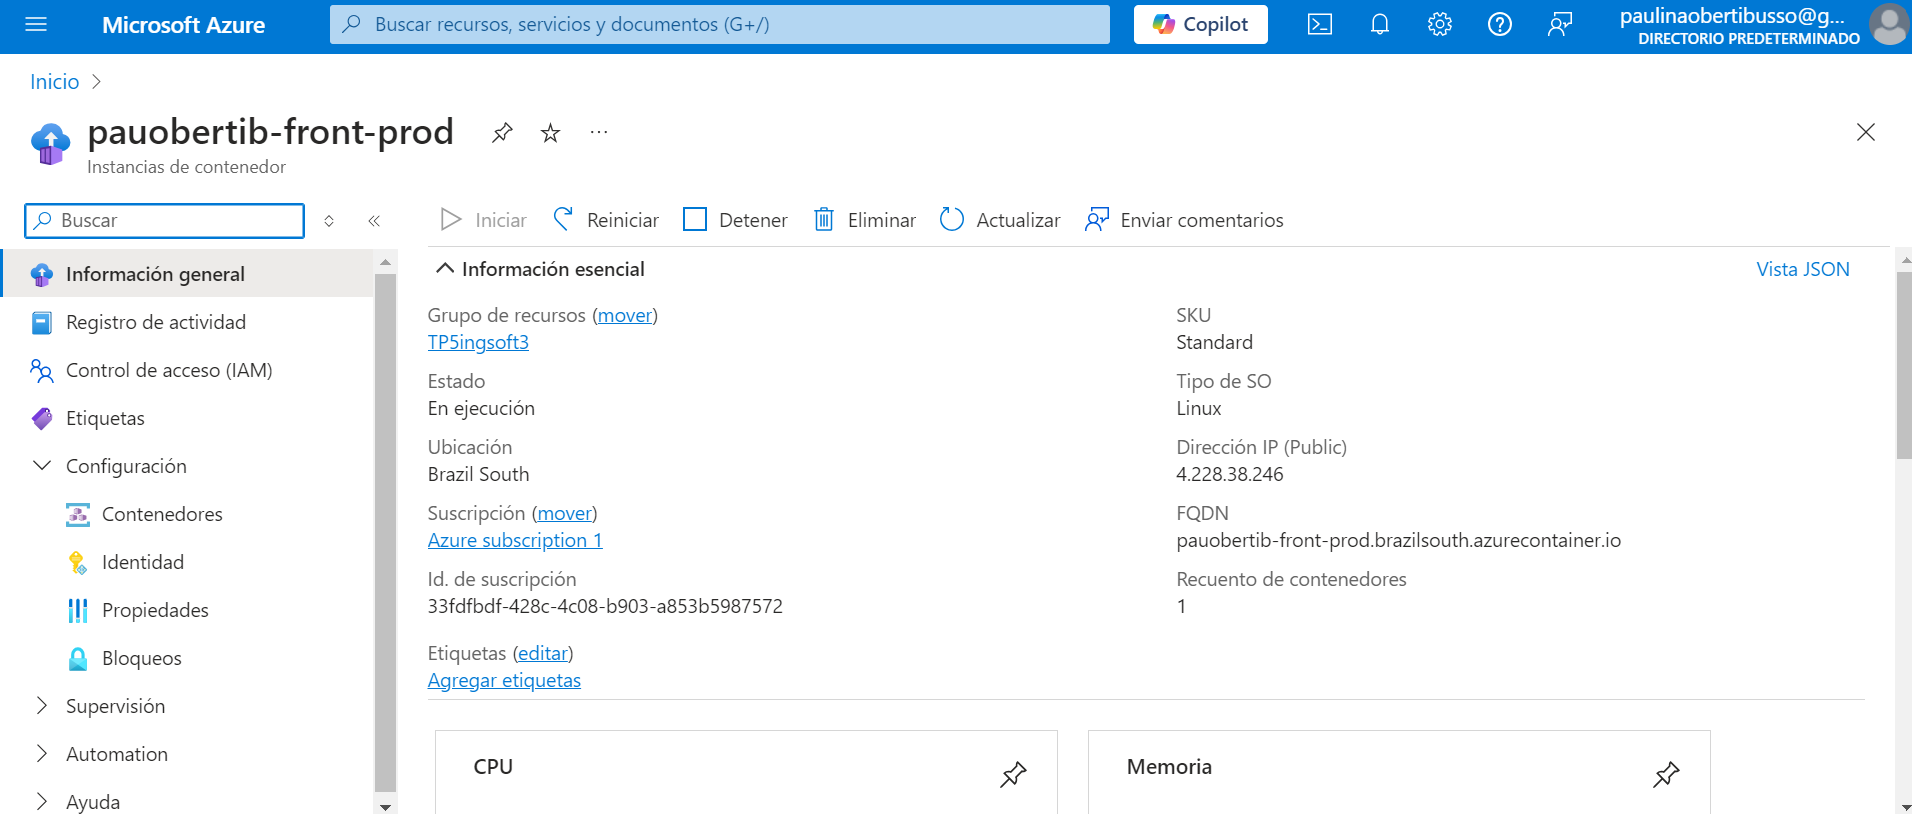 Microsoft Azure
Buscar recursos, servicios y documentos (G+/)
Copilot
paulinaobertibusso@g...
DIRECTORIO PREDETERMINADO
Inicio
pauobertib-front-prod
Instancias de contenedor
Buscar
Iniciar
Reiniciar
Detener
Eliminar
Actualizar
Enviar comentarios
Información general
Registro de actividad
Control de acceso (IAM)
Etiquetas
Configuración
Contenedores
Identidad
Propiedades
Bloqueos
Supervisión
Automation
Ayuda
Información esencial
Vista JSON
Grupo de recursos (mover)
TP5ingsoft3
Estado
En ejecución
Ubicación
Brazil South
Suscripción (mover)
Azure subscription 1
Id. de suscripción
33fdfbdf-428c-4c08-b903-a853b5987572
Etiquetas (editar)
Agregar etiquetas
SKU
Standard
Tipo de SO
Linux
Dirección IP (Public)
4.228.38.246
FQDN
pauobertib-front-prod.brazilsouth.azurecontainer.io
Recuento de contenedores
1
CPU
Memoria